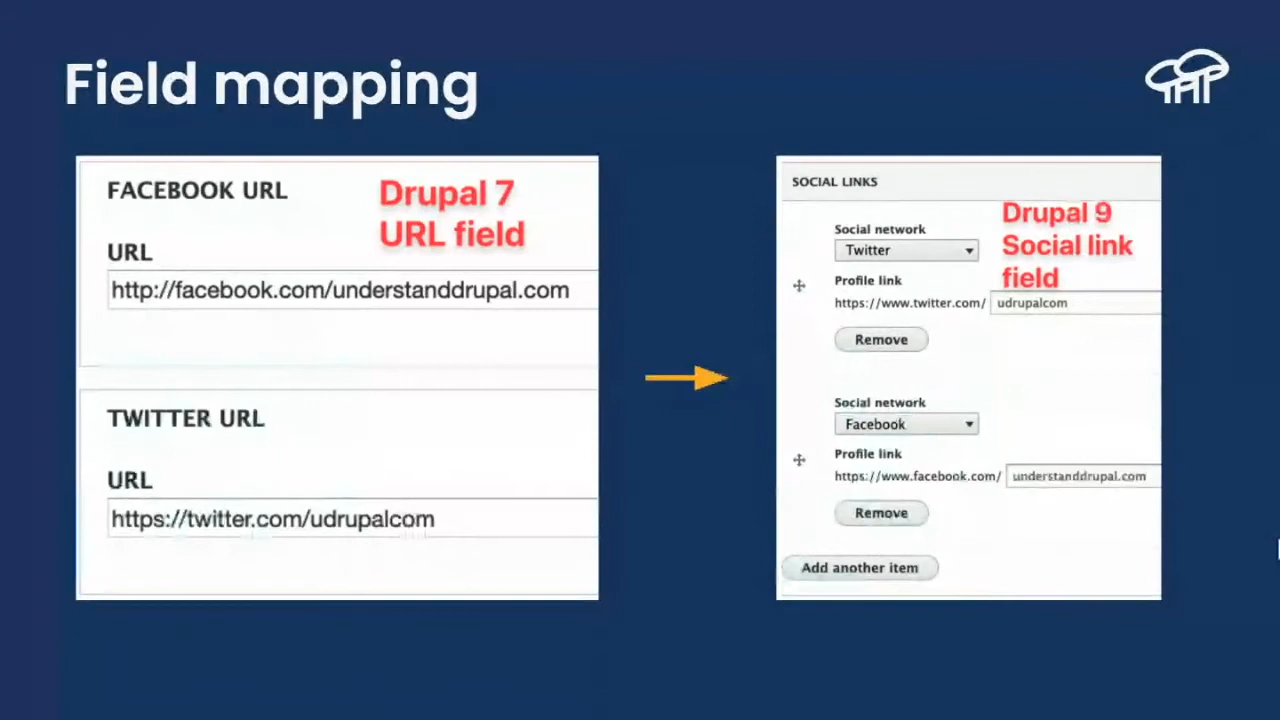 Field mapping
FACEBOOK URL
Drupal 7
URL field
URL
http://facebook.com/understanddrupal.com
TWITTER URL
URL
https://twitter.com/udrupalcom
SOCIAL LINKS
Drupal 9
Social link
field
Social network
Twitter
Profile link
https://www.twitter.com/ udrupalcom
Remove
Social network
Facebook
Profile link
https://www.facebook.com/ understanddrupal.com
Remove
Add another item